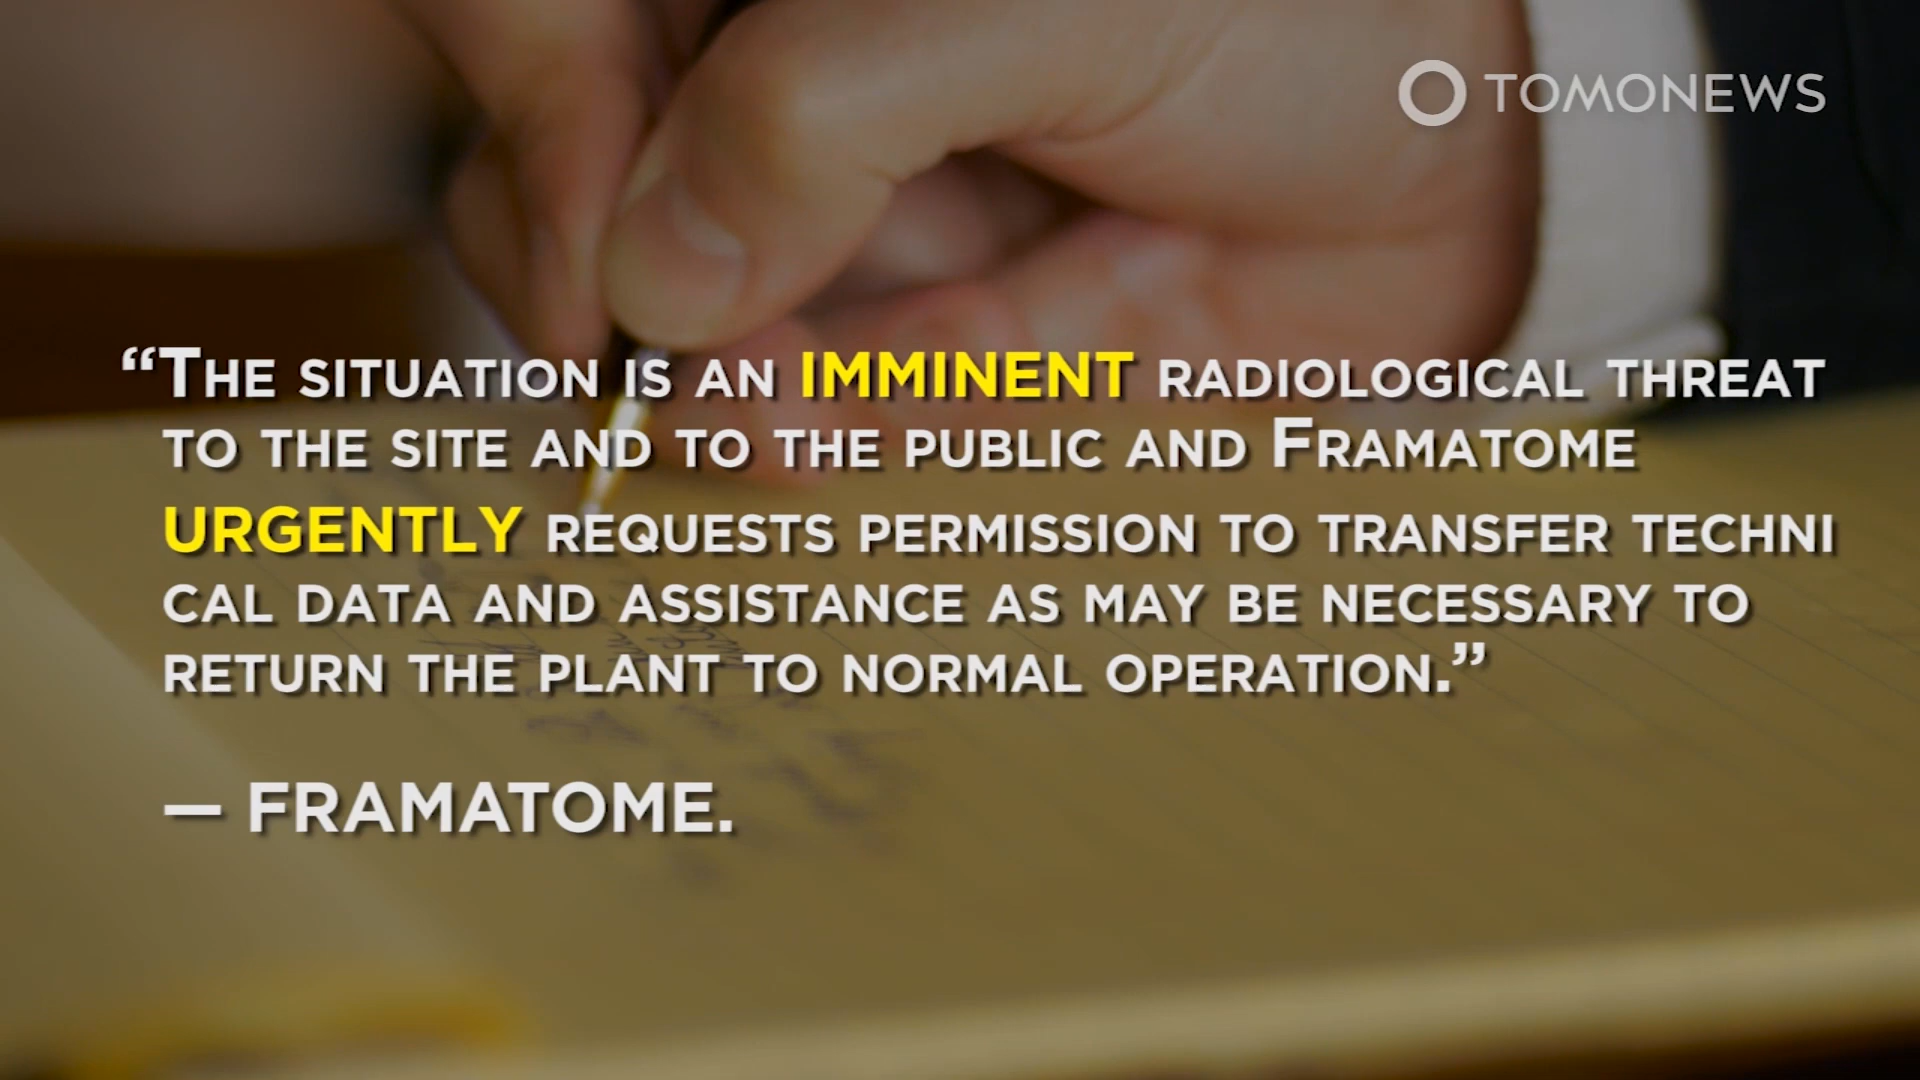 TOMONEWS
“THE SITUATION IS AN IMMINENT RADIOLOGICAL THREAT
TO THE SITE AND TO THE PUBLIC AND FRAMATOME
URGENTLY REQUESTS PERMISSION TO TRANSFER TECHNI
CAL DATA AND ASSISTANCE AS MAY BE NECESSARY TO
RETURN THE PLANT TO NORMAL OPERATION.”
— FRAMATOME.